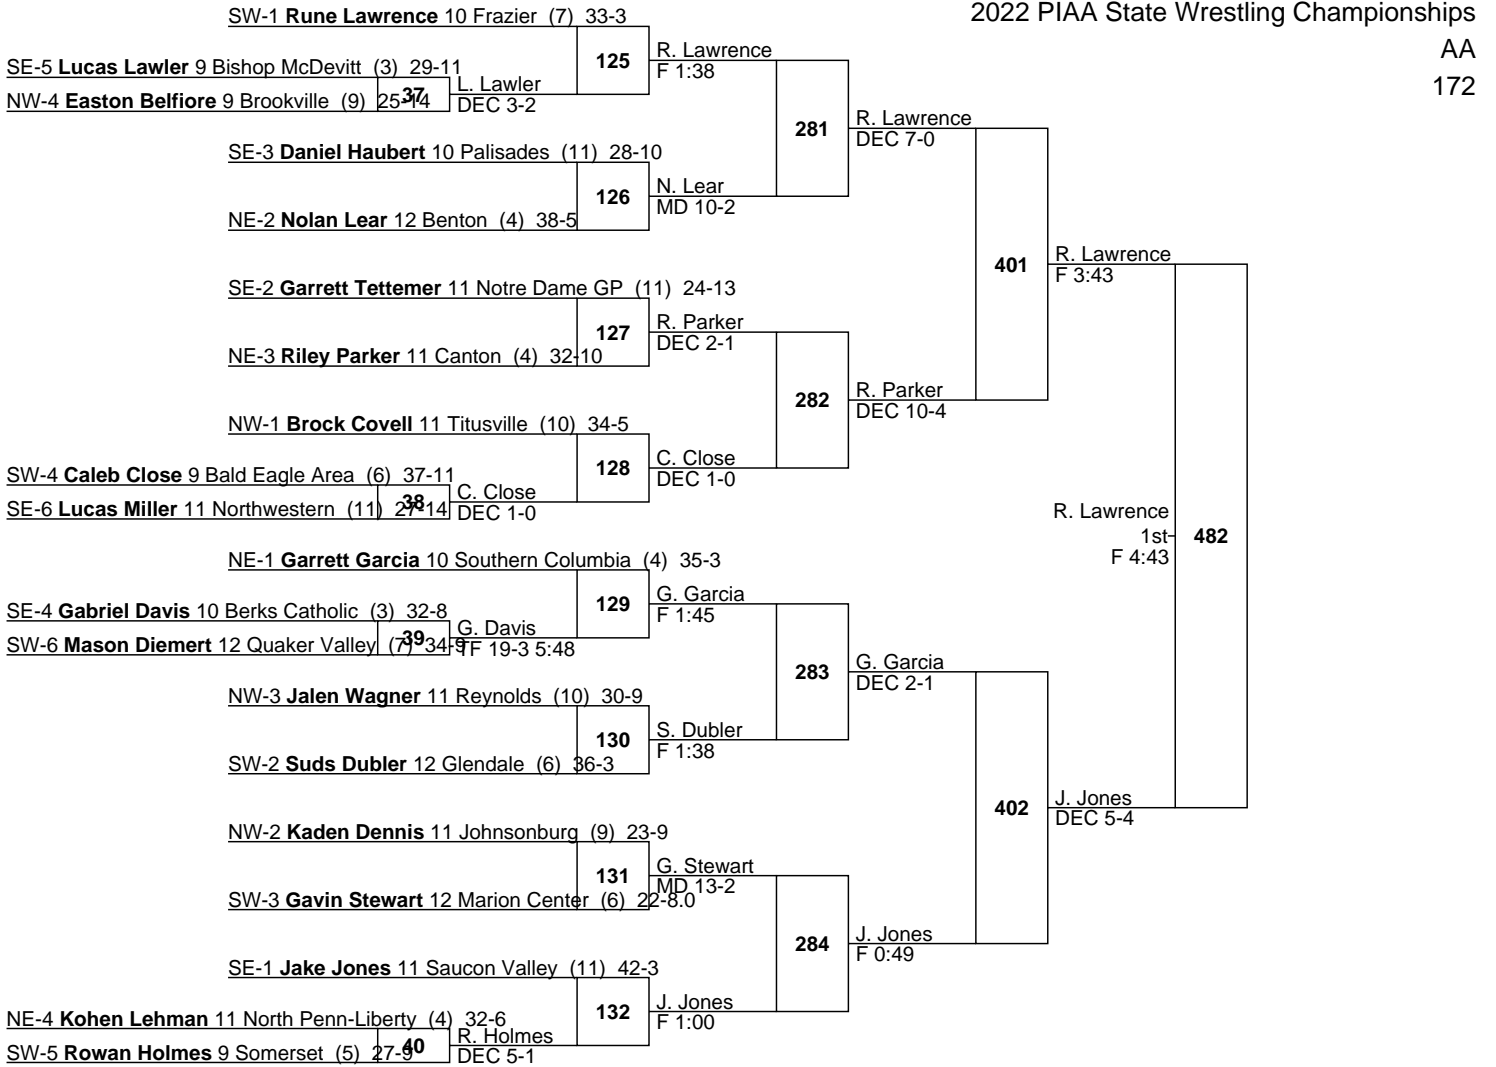 2022 PIAA State Wrestling Championships
AA
172
SW-1 Rune Lawrence 10 Frazier (7) 33-3
125
R. Lawrence
F 1:38
SE-5 Lucas Lawler 9 Bishop McDevitt (3) 29-11
37
L. Lawler
DEC 3-2
NW-4 Easton Belfiore 9 Brookville (9) 25-14
281
R. Lawrence
DEC 7-0
SE-3 Daniel Haubert 10 Palisades (11) 28-10
126
N. Lear
MD 10-2
NE-2 Nolan Lear 12 Benton (4) 38-5
401
R. Lawrence
F 3:43
SE-2 Garrett Tettemer 11 Notre Dame GP (11) 24-13
127
R. Parker
DEC 2-1
NE-3 Riley Parker 11 Canton (4) 32-10
282
R. Parker
DEC 10-4
NW-1 Brock Covell 11 Titusville (10) 34-5
128
C. Close
DEC 1-0
SW-4 Caleb Close 9 Bald Eagle Area (6) 37-11
38
C. Close
DEC 1-0
SE-6 Lucas Miller 11 Northwestern (11) 27-14
R. Lawrence
1st
F 4:43
482
NE-1 Garrett Garcia 10 Southern Columbia (4) 35-3
129
G. Garcia
F 1:45
SE-4 Gabriel Davis 10 Berks Catholic (3) 32-8
39
G. Davis
TF 19-3 5:48
SW-6 Mason Diemert 12 Quaker Valley (7) 34-9
283
G. Garcia
DEC 2-1
NW-3 Jalen Wagner 11 Reynolds (10) 30-9
130
S. Dubler
F 1:38
SW-2 Suds Dubler 12 Glendale (6) 36-3
402
J. Jones
DEC 5-4
NW-2 Kaden Dennis 11 Johnsonburg (9) 23-9
131
G. Stewart
MD 13-2
SW-3 Gavin Stewart 12 Marion Center (6) 22-8.0
284
J. Jones
F 0:49
SE-1 Jake Jones 11 Saucon Valley (11) 42-3
132
J. Jones
F 1:00
NE-4 Kohen Lehman 11 North Penn-Liberty (4) 32-6
40
R. Holmes
DEC 5-1
SW-5 Rowan Holmes 9 Somerset (5) 27-9